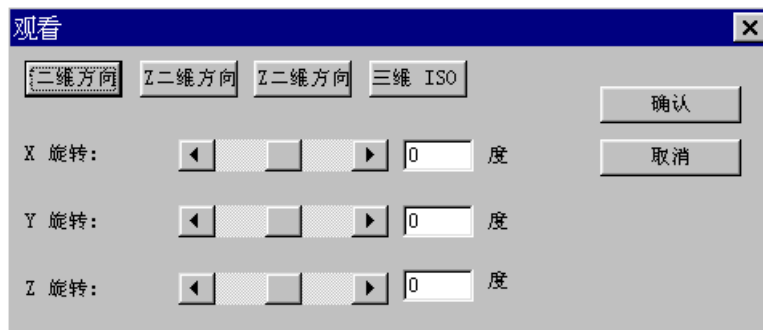 观看
二维方向 Z二维方向 Z二维方向 三维 ISO
确认
X 旋转: 0 度
取消
Y 旋转: 0 度
Z 旋转: 0 度